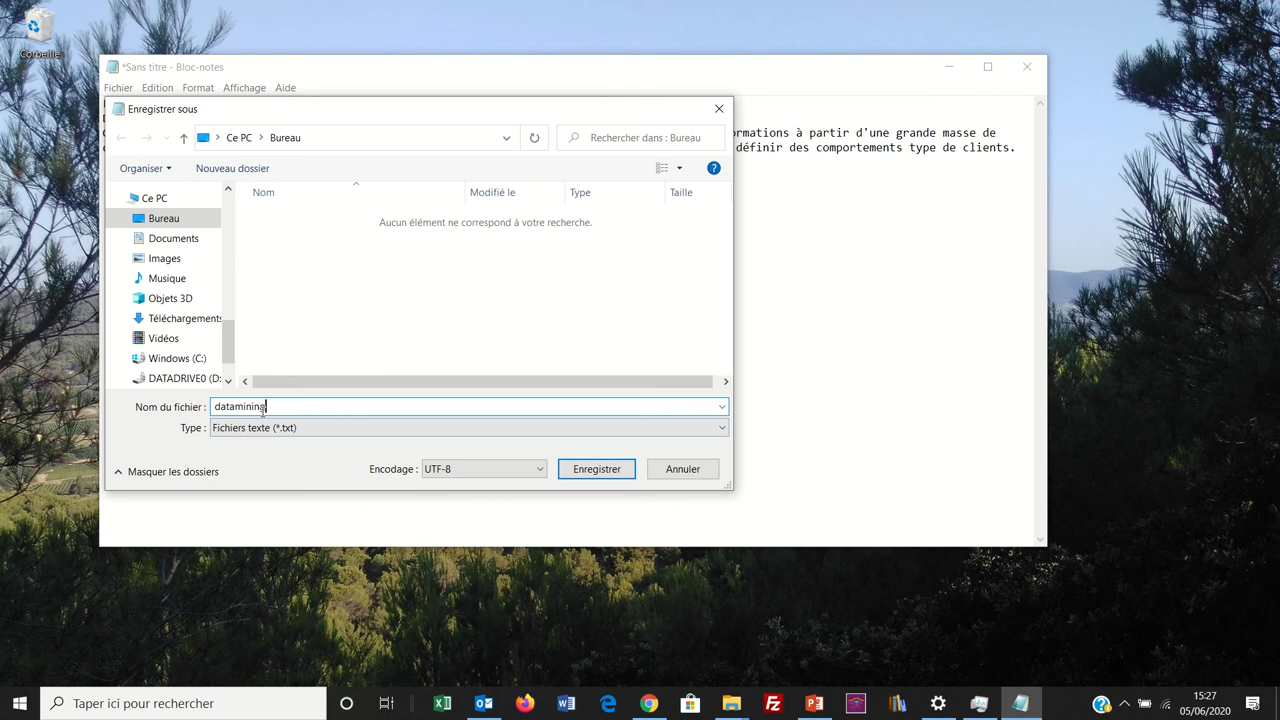 Corbeille
*Sans titre - Bloc-notes
Fichier Edition Format Affichage Aide
Enregistrer sous
ormations à partir d'une grande masse de
définir des comportements type de clients.
Ce PC Bureau
Rechercher dans : Bureau
Organiser Nouveau dossier
Nom Modifié le Type Taille
Aucun élément ne correspond à votre recherche.
Ce PC
Bureau
Documents
Images
Musique
Objets 3D
Téléchargements
Vidéos
Windows (C:)
DATADRIVE0 (D:
Nom du fichier : datamining
Type : Fichiers texte (*.txt)
Masquer les dossiers
Encodage : UTF-8
Enregistrer
Annuler
Taper ici pour rechercher
15:27
05/06/2020